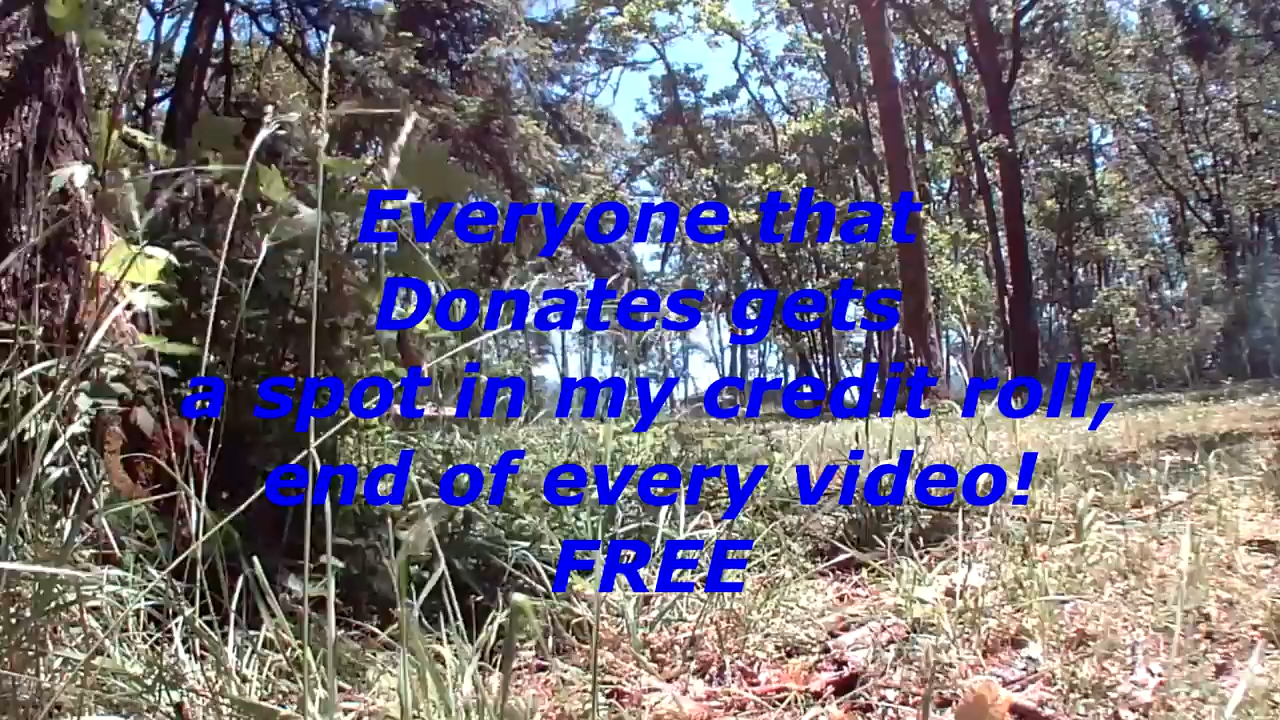 Everyone that
Donates gets
a spot in my credit roll,
end of every video!
FREE